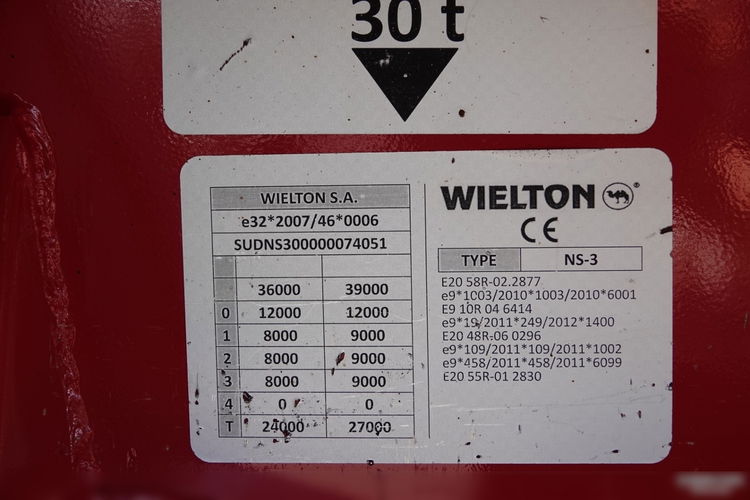 30 t
WIELTON S.A.
e32*2007/46*0006
SUDNS300000074051
36000 39000
0 12000 12000
1 8000 9000
2 8000 9000
3 8000 9000
4 0 0
T 24000 27000
WIELTON ®
CE
TYPE NS-3
E20 58R-02.2877
e9*1003/2010*1003/2010*6001
E9 10R 04 6414
e9*19/2011*249/2012*1400
E20 48R-06 0296
e9*109/2011*109/2011*1002
e9*458/2011*458/2011*6099
E20 55R-01 2830